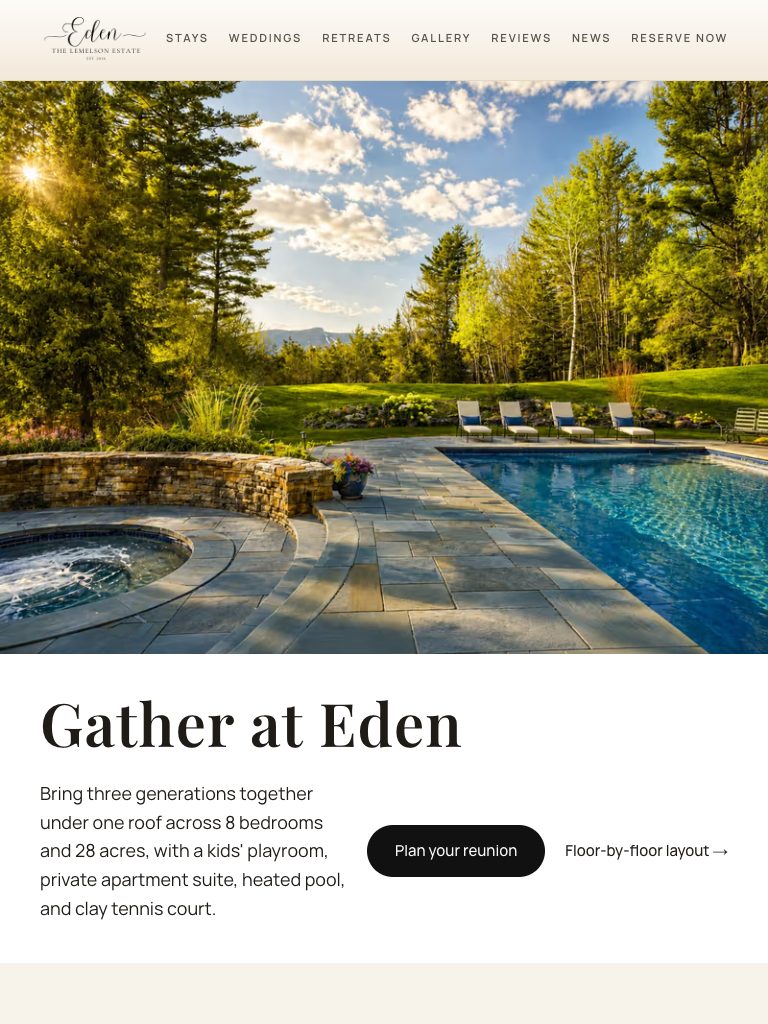 Eden
THE LEMELSON ESTATE
STAYS WEDDINGS RETREATS GALLERY REVIEWS NEWS RESERVE NOW
Gather at Eden
Bring three generations together
under one roof across 8 bedrooms
and 28 acres, with a kids' playroom,
private apartment suite, heated pool,
and clay tennis court.
Plan your reunion
Floor-by-floor layout →